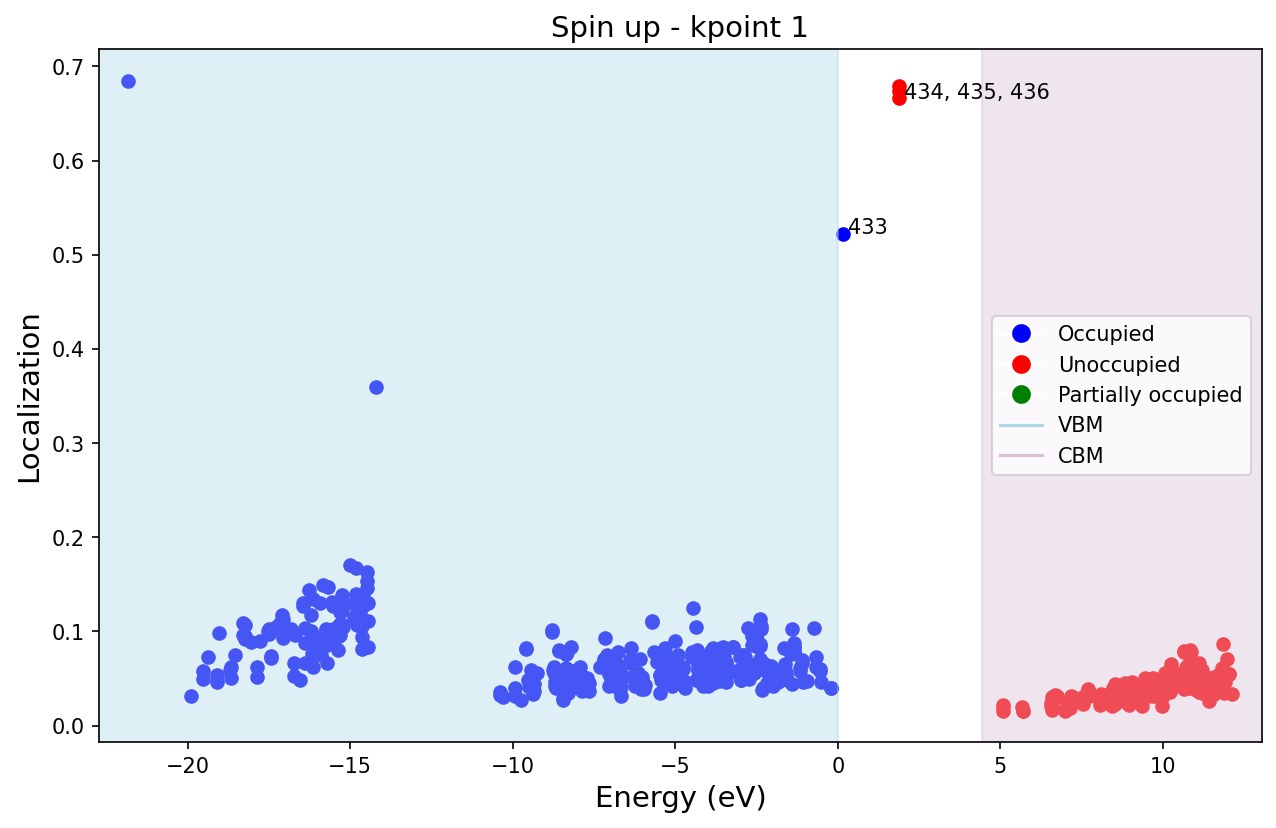 Spin up - kpoint 1
Localization
0.7
0.6
0.5
0.4
0.3
0.2
0.1
0.0
434, 435, 436
433
Occupied
Unoccupied
Partially occupied
VBM
CBM
−20
−15
−10
−5
0
5
10
Energy (eV)